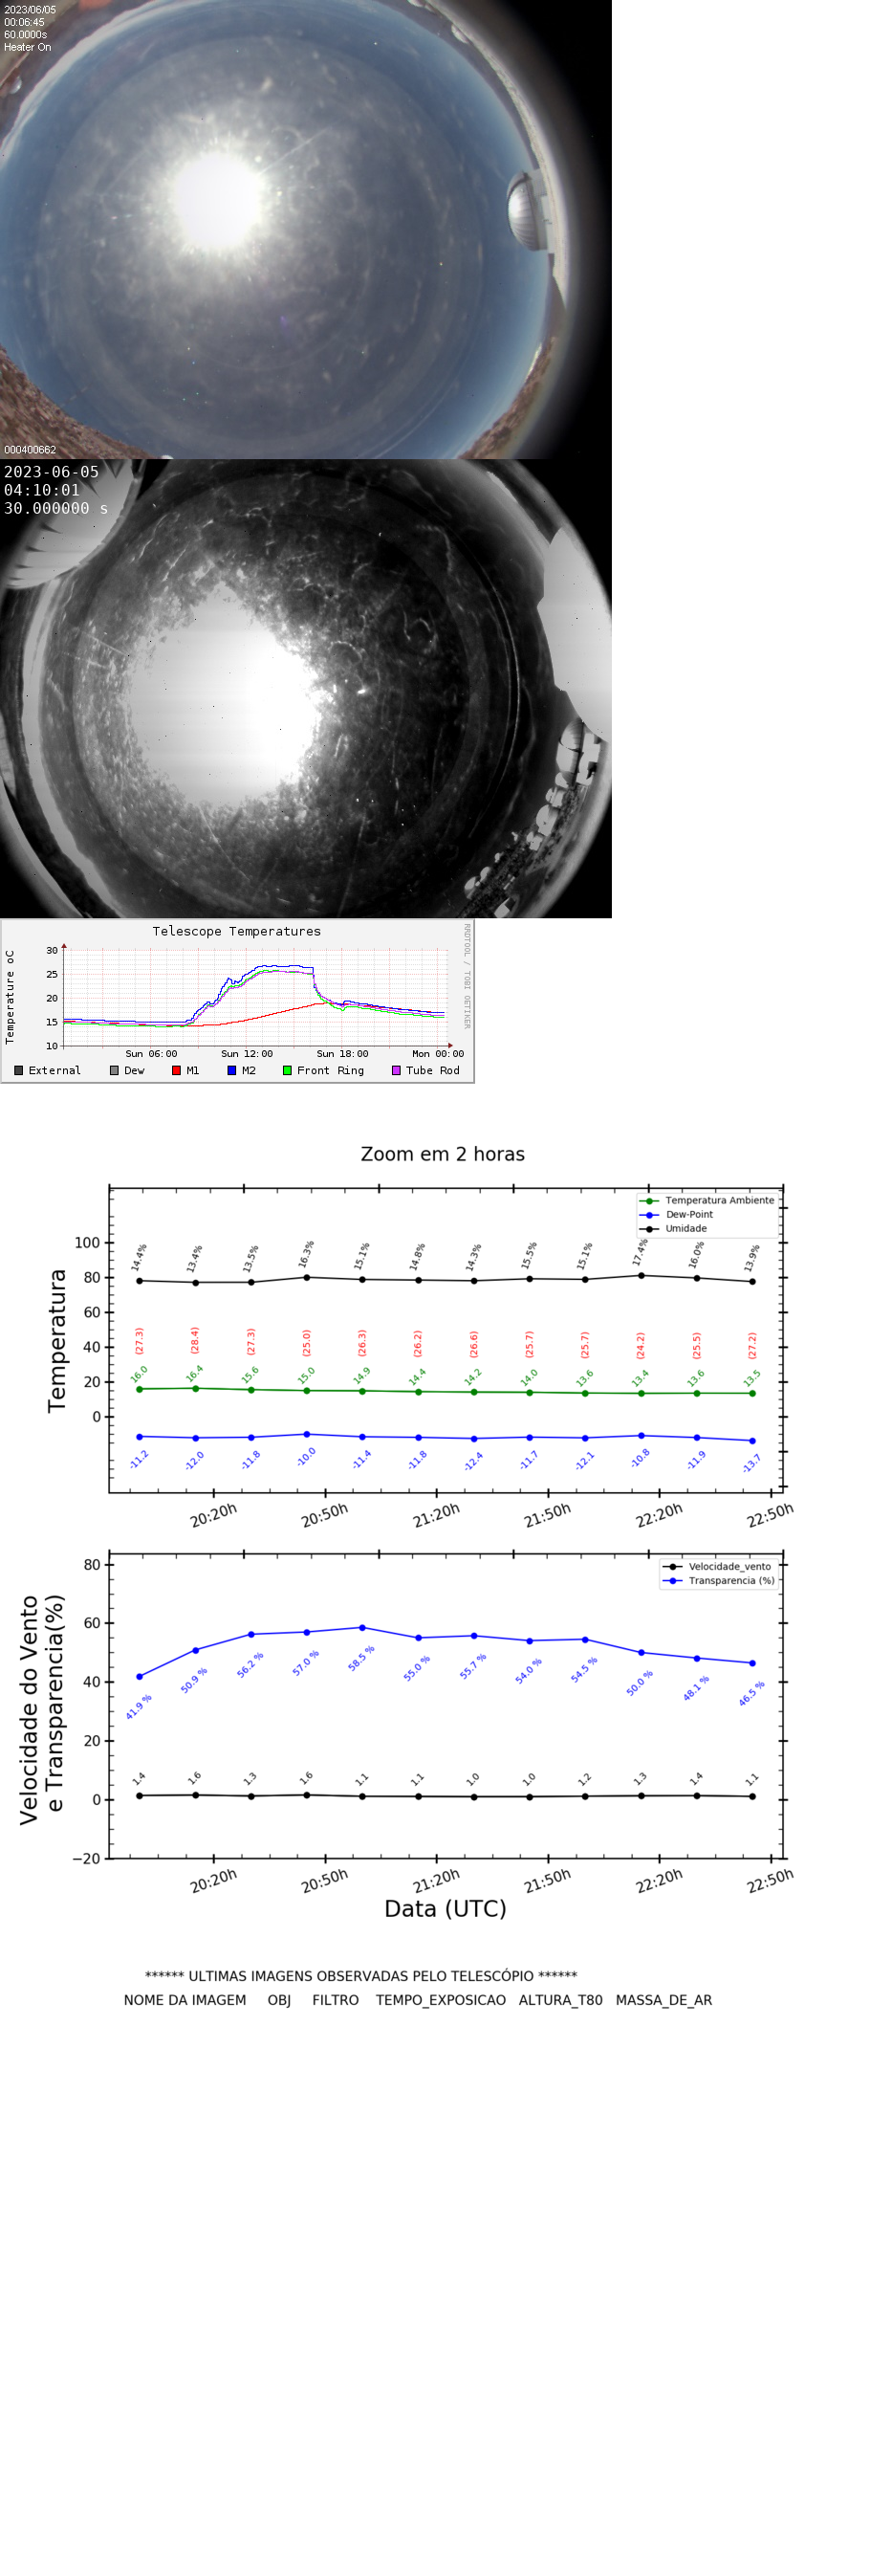 2023/06/05
00:06:45
60.0000s
Heater On
000400662
2023-06-05
04:10:01
30.000000 s
Telescope Temperatures
RRDTOOL / TOBI OETIKER
Temperature oC
30
25
20
15
10
Sun 06:00 Sun 12:00 Sun 18:00 Mon 00:00
External Dew M1 M2 Front Ring Tube Rod
Zoom em 2 horas
Temperatura Ambiente
Dew-Point
Umidade
Temperatura
100
80
60
40
20
0
14.4% 13.4% 13.5% 16.3% 15.1% 14.8% 14.3% 15.5% 15.1% 17.4% 16.0% 13.9%
(27.3) (28.4) (27.3) (25.0) (26.3) (26.2) (26.6) (25.7) (25.7) (24.2) (25.5) (27.2)
16.0 16.4 15.6 15.0 14.9 14.4 14.2 14.0 13.6 13.4 13.6 13.5
-11.2 -12.0 -11.8 -10.0 -11.4 -11.8 -12.4 -11.7 -12.1 -10.8 -11.9 -13.7
20:20h 20:50h 21:20h 21:50h 22:20h 22:50h
Velocidade_vento
Transparencia (%)
Velocidade do Vento
e Transparencia(%)
80
60
40
20
0
−20
41.9 % 50.9 % 56.2 % 57.0 % 58.5 % 55.0 % 55.7 % 54.0 % 54.5 % 50.0 % 48.1 % 46.5 %
1.4 1.6 1.3 1.6 1.1 1.1 1.0 1.0 1.2 1.3 1.4 1.1
20:20h 20:50h 21:20h 21:50h 22:20h 22:50h
Data (UTC)
****** ULTIMAS IMAGENS OBSERVADAS PELO TELESCÓPIO ******
NOME DA IMAGEM OBJ FILTRO TEMPO_EXPOSICAO ALTURA_T80 MASSA_DE_AR